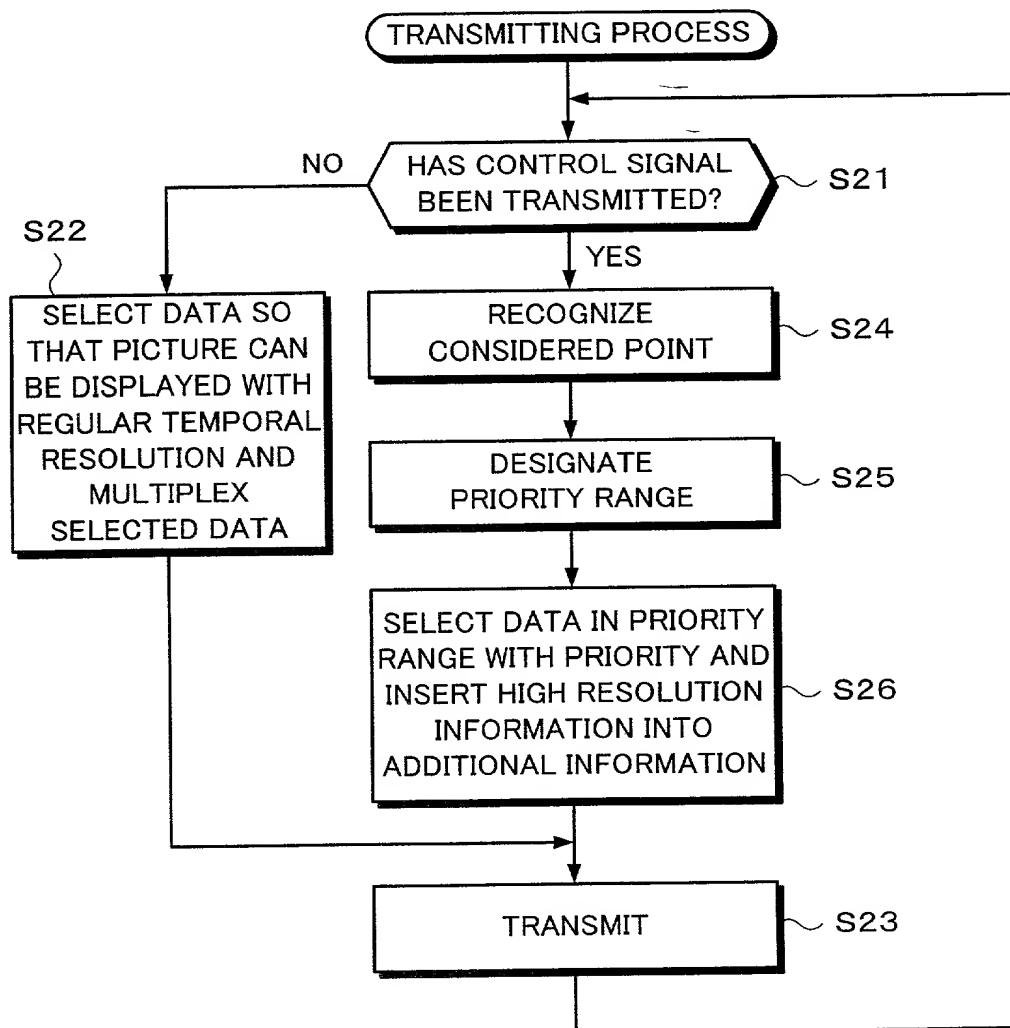 TRANSMITTING PROCESS
HAS CONTROL SIGNAL
BEEN TRANSMITTED?
S21
NO
YES
S22
SELECT DATA SO
THAT PICTURE CAN
BE DISPLAYED WITH
REGULAR TEMPORAL
RESOLUTION AND
MULTIPLEX
SELECTED DATA
RECOGNIZE
CONSIDERED POINT
S24
DESIGNATE
PRIORITY RANGE
S25
SELECT DATA IN PRIORITY
RANGE WITH PRIORITY AND
INSERT HIGH RESOLUTION
INFORMATION INTO
ADDITIONAL INFORMATION
S26
TRANSMIT
S23